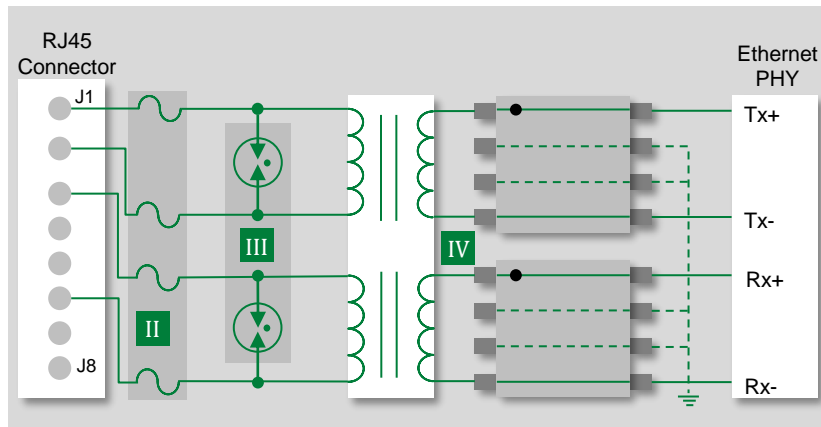 RJ45
Connector
Ethernet
PHY
J1
Tx+
III
Tx-
IV
Rx+
II
J8
Rx-